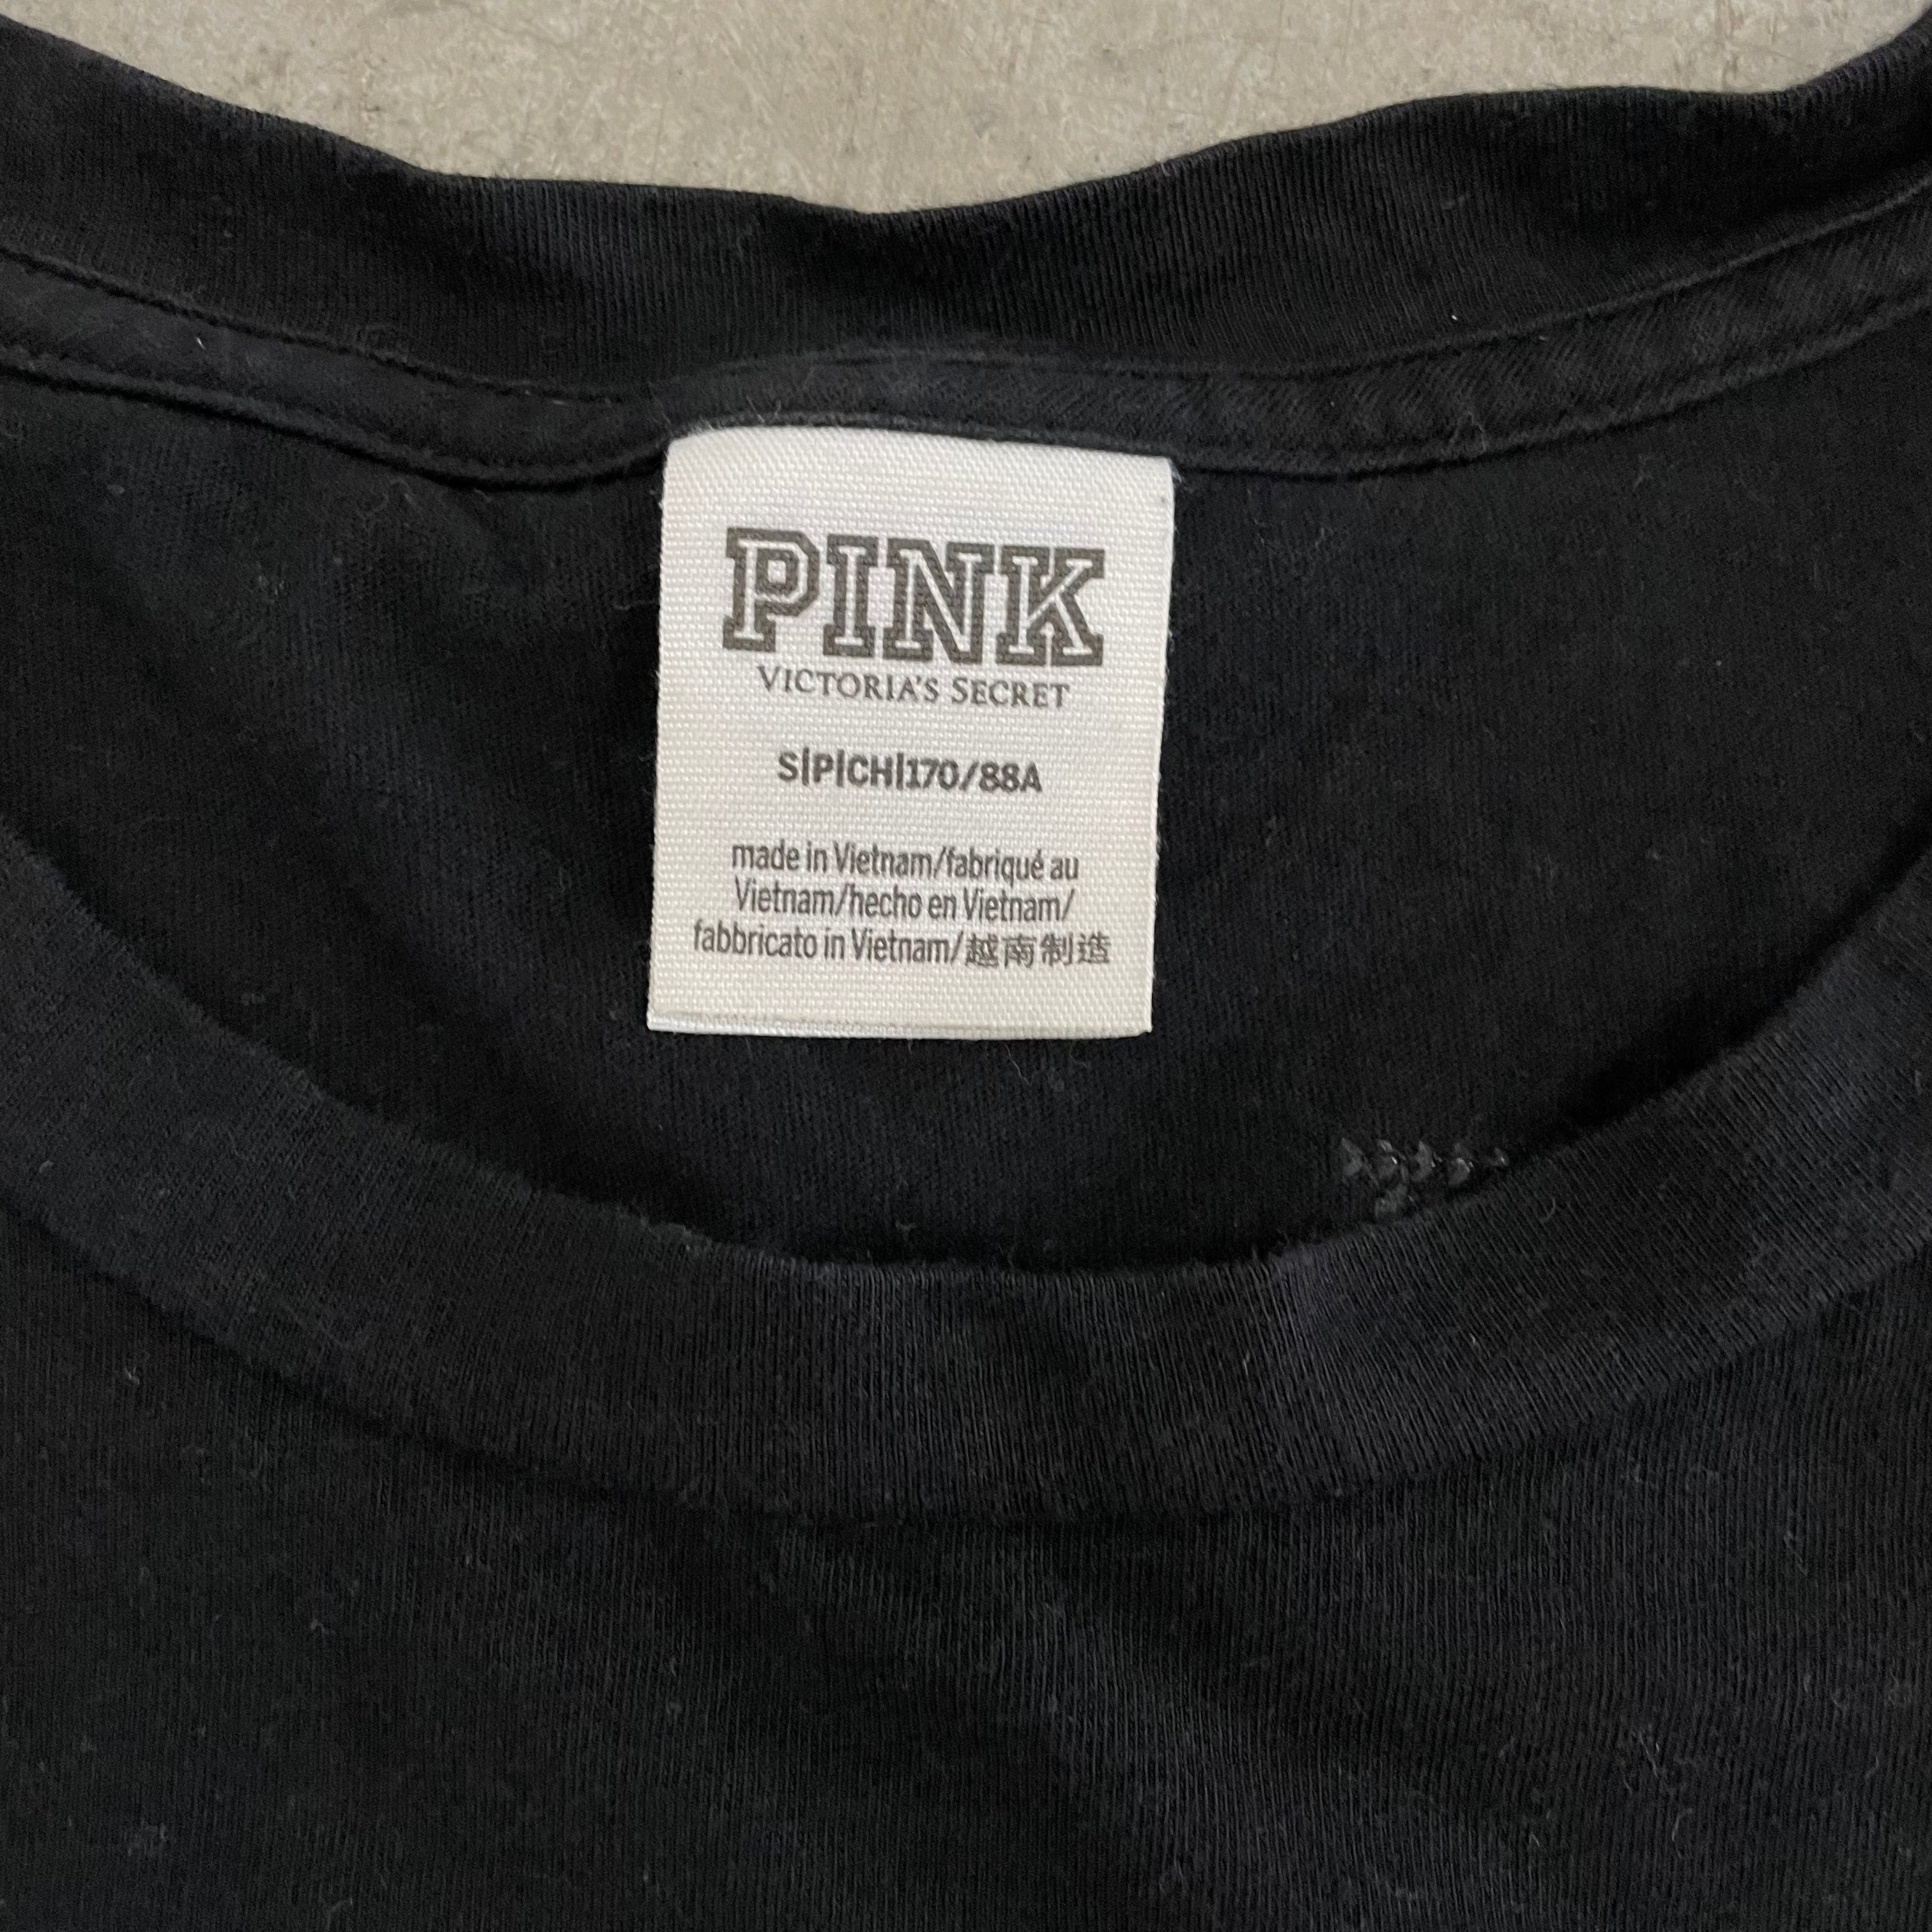 PINK
VICTORIA'S SECRET
S|P|CH|170/88A
made in Vietnam/fabriqué au
Vietnam/hecho en Vietnam/
fabbricato in Vietnam/越南制造